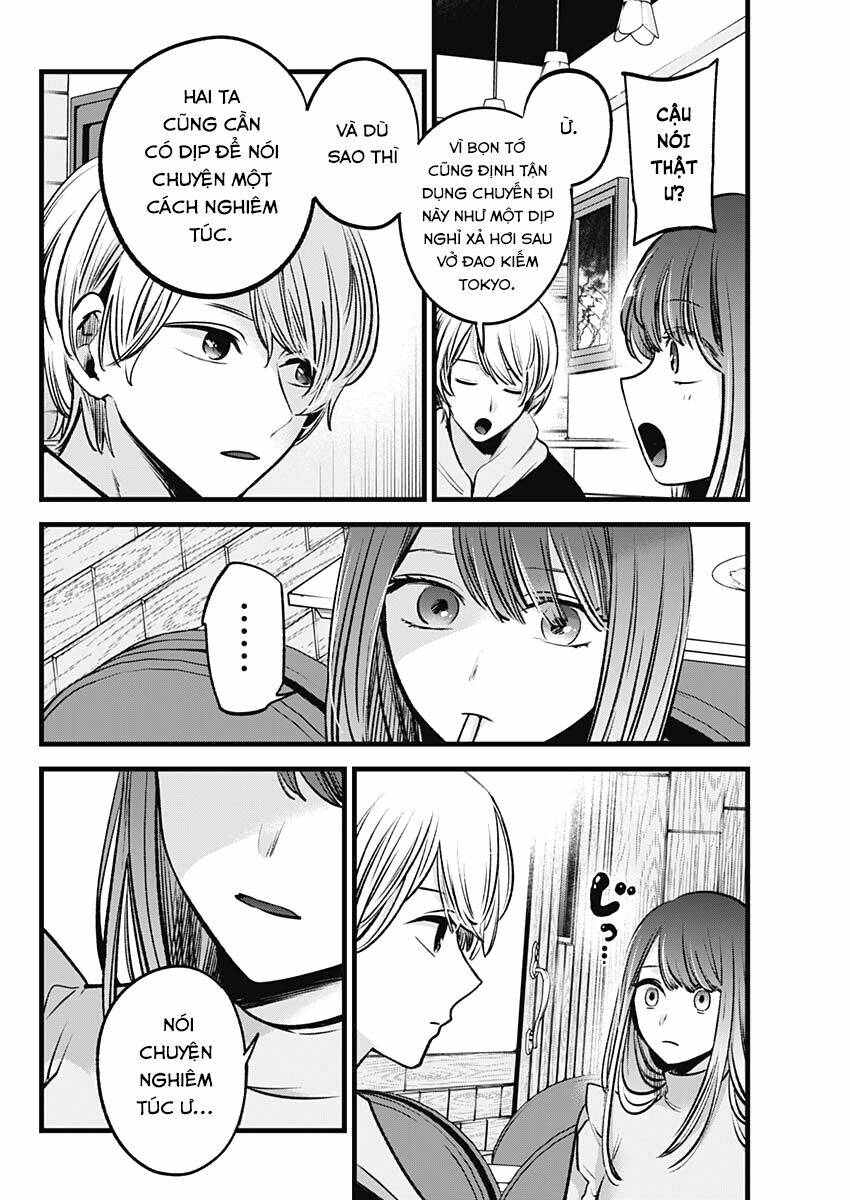 CẬU
NÓI
THẬT
Ư?
Ừ.
VÌ BỌN TỚ
CŨNG ĐỊNH TẬN
DỤNG CHUYẾN ĐI
NÀY NHƯ MỘT DỊP
NGHỈ XẢ HƠI SAU
VỞ ĐAO KIẾM
TOKYO.
VÀ DÙ
SAO THÌ
HAI TA
CŨNG CẦN
CÓ DỊP ĐỂ NÓI
CHUYỆN MỘT
CÁCH NGHIÊM
TÚC.
......
じっ…
NÓI
CHUYỆN
NGHIÊM
TÚC Ư...